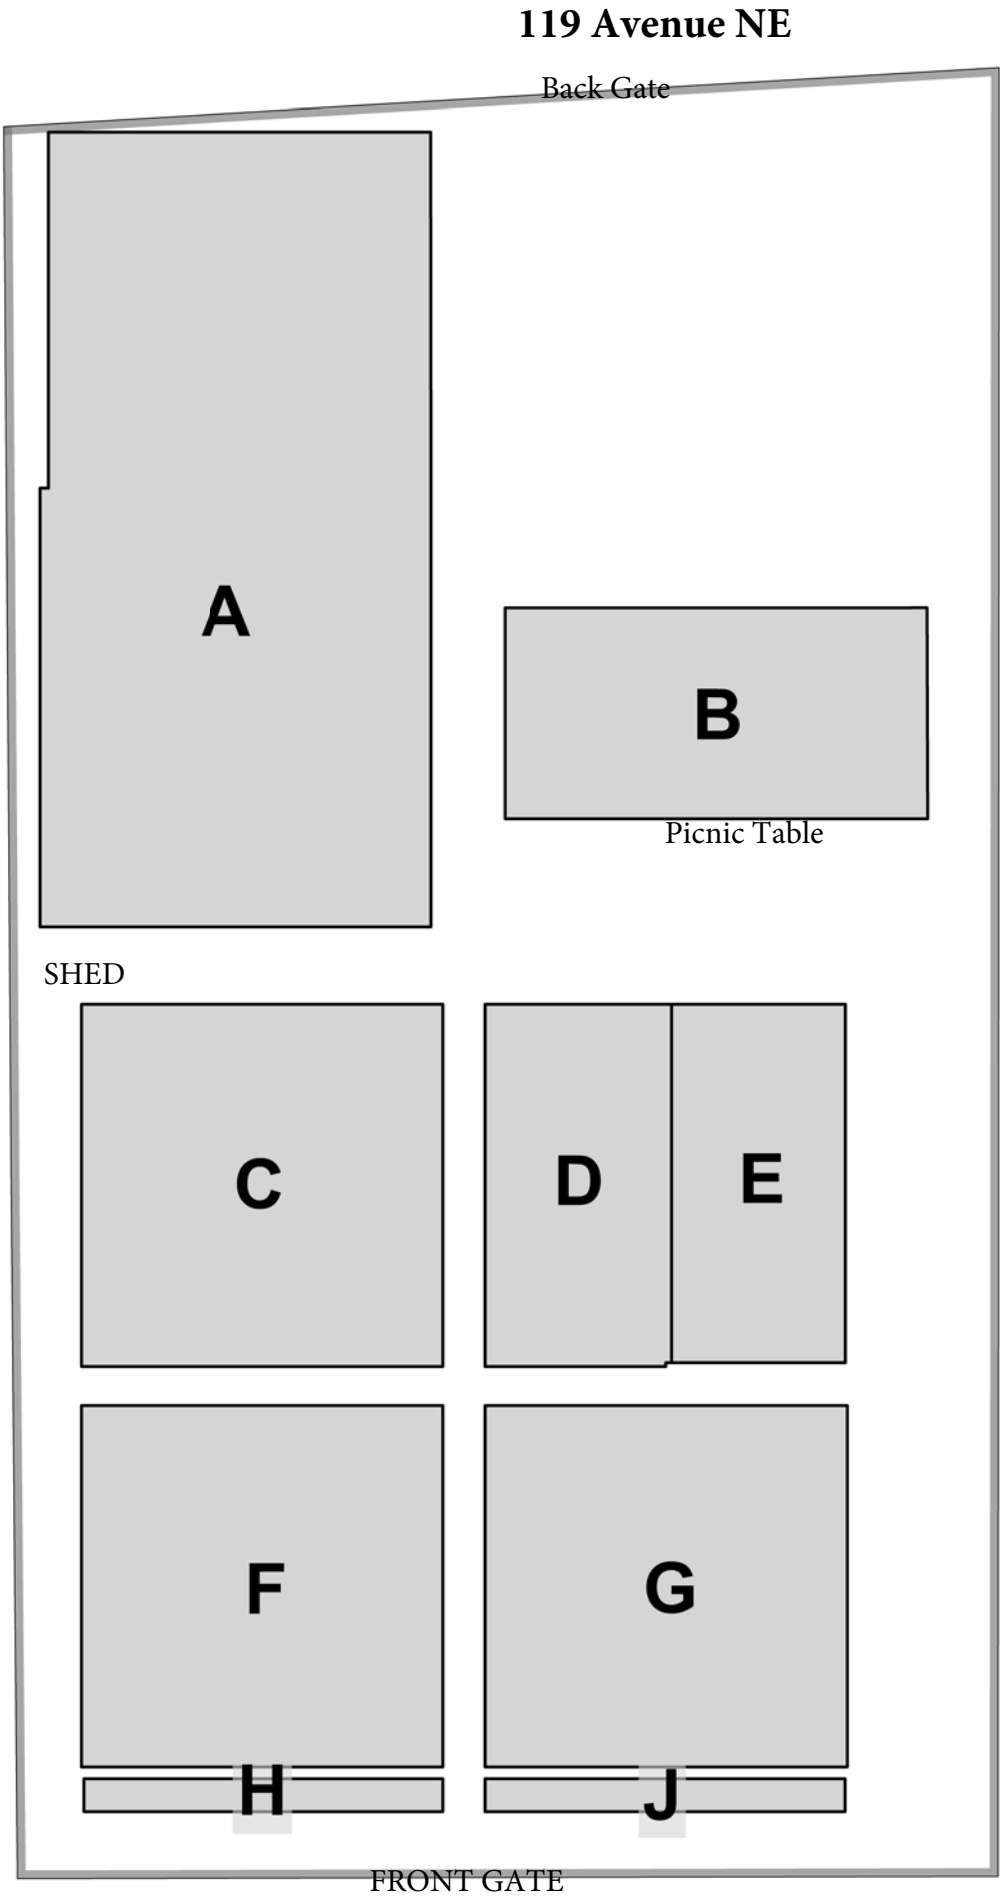 119 Avenue NE
Back Gate
A
B
Picnic Table
SHED
C
D
E
F
G
H
J
FRONT GATE